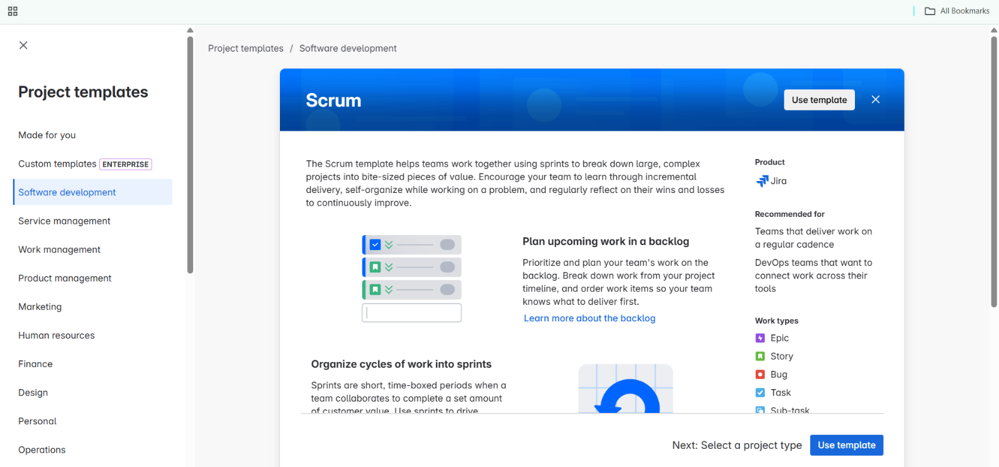 All Bookmarks
Project templates
Made for you
Custom templates ENTERPRISE
Software development
Service management
Work management
Product management
Marketing
Human resources
Finance
Design
Personal
Operations
Project templates / Software development
Scrum
Use template
The Scrum template helps teams work together using sprints to break down large, complex
projects into bite-sized pieces of value. Encourage your team to learn through incremental
delivery, self-organize while working on a problem, and regularly reflect on their wins and losses
to continuously improve.
Plan upcoming work in a backlog
Prioritize and plan your team's work on the
backlog. Break down work from your project
timeline, and order work items so your team
knows what to deliver first.
Learn more about the backlog
Organize cycles of work into sprints
Sprints are short, time-boxed periods when a
team collaborates to complete a set amount
of customer value. Use sprints to drive
Product
Jira
Recommended for
Teams that deliver work on
a regular cadence
DevOps teams that want to
connect work across their
tools
Work types
Epic
Story
Bug
Task
Sub-task
Next: Select a project type
Use template